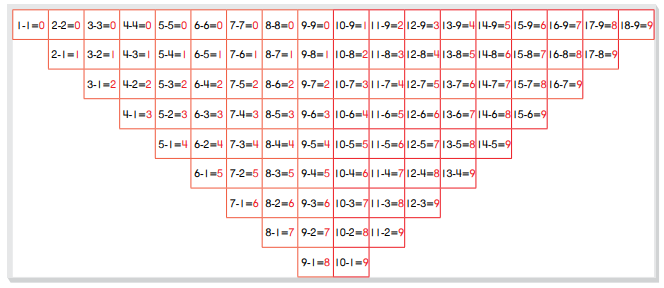 1-1=0 2-2=0 3-3=0 4-4=0 5-5=0 6-6=0 7-7=0 8-8=0 9-9=0 10-9=1 11-9=2 12-9=3 13-9=4 14-9=5 15-9=6 16-9=7 17-9=8 18-9=9
2-1=1 3-2=1 4-3=1 5-4=1 6-5=1 7-6=1 8-7=1 9-8=1 10-8=2 11-8=3 12-8=4 13-8=5 14-8=6 15-8=7 16-8=8 17-8=9
3-1=2 4-2=2 5-3=2 6-4=2 7-5=2 8-6=2 9-7=2 10-7=3 11-7=4 12-7=5 13-7=6 14-7=7 15-7=8 16-7=9
4-1=3 5-2=3 6-3=3 7-4=3 8-5=3 9-6=3 10-6=4 11-6=5 12-6=6 13-6=7 14-6=8 15-6=9
5-1=4 6-2=4 7-3=4 8-4=4 9-5=4 10-5=5 11-5=6 12-5=7 13-5=8 14-5=9
6-1=5 7-2=5 8-3=5 9-4=5 10-4=6 11-4=7 12-4=8 13-4=9
7-1=6 8-2=6 9-3=6 10-3=7 11-3=8 12-3=9
8-1=7 9-2=7 10-2=8 11-2=9
9-1=8 10-1=9